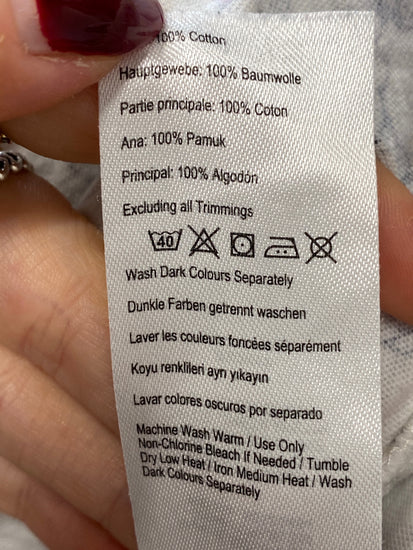 100% Cotton
Hauptgewebe: 100% Baumwolle
Partie principale: 100% Coton
Ana: 100% Pamuk
Principal: 100% Algodón
Excluding all Trimmings
40
Wash Dark Colours Separately
Dunkle Farben getrennt waschen
Laver les couleurs foncées séparément
Koyu renklileri ayrı yıkayın
Lavar colores oscuros por separado
Machine Wash Warm / Use Only
Non-Chlorine Bleach If Needed / Tumble
Dry Low Heat / Iron Medium Heat / Wash
Dark Colours Separately